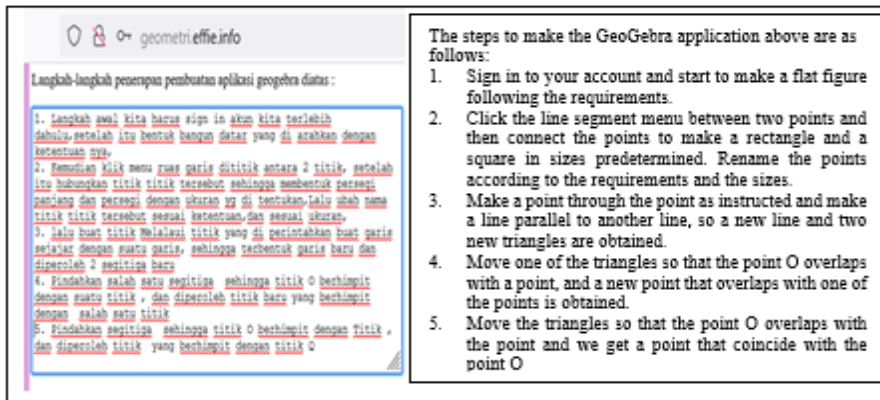 geometri.effie.info
Langkah-langkah penerapan pembuatan aplikasi geogebra diatas :
1. Langkah awal kita harus sign in akun kita terlebih
dahulu,setelah itu bentuk bangun datar yang di arahkan dengan
ketentuan nya,
2. Kemudian klik menu ruas garis dititik antara 2 titik, setelah
itu hubungkan titik titik tersebut sehingga membentuk persegi
panjang dan persegi dengan ukuran yg di tentukan,Lalu ubah nama
titik titik tersebut sesuai ketentuan,dan sesuai ukuran,
3. lalu buat titik Melalaui titik yang di perintahkan buat garis
sejajar dengan suatu garis, sehingga terbentuk garis baru dan
diperoleh 2 segitiga baru
4. Pindahkan salah satu segitiga sehingga titik O berhimpit
dengan suatu titik , dan diperoleh titik baru yang berhimpit
dengan salah satu titik
5. Pindahkan segitiga sehingga titik O berhimpit dengan Titik ,
dan diperoleh titik yang berhimpit dengan titik O
The steps to make the GeoGebra application above are as
follows:
1. Sign in to your account and start to make a flat figure
following the requirements.
2. Click the line segment menu between two points and
then connect the points to make a rectangle and a
square in sizes predetermined. Rename the points
according to the requirements and the sizes.
3. Make a point through the point as instructed and make
a line parallel to another line, so a new line and two
new triangles are obtained.
4. Move one of the triangles so that the point O overlaps
with a point, and a new point that overlaps with one of
the points is obtained.
5. Move the triangles so that the point O overlaps with
the point and we get a point that coincide with the
point O